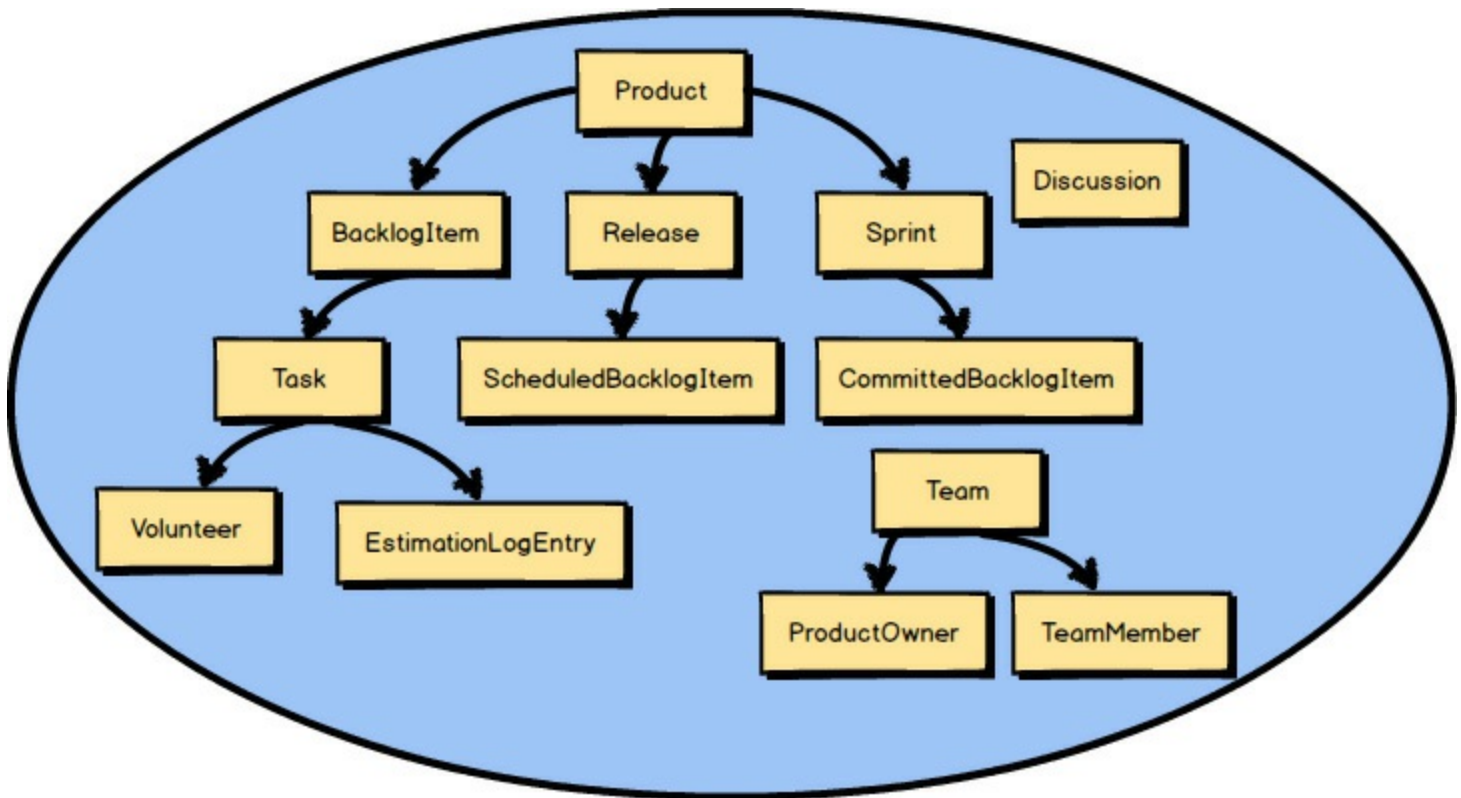 Product
Discussion
BacklogItem
Release
Sprint
Task
ScheduledBacklogItem
CommittedBacklogItem
Team
Volunteer
EstimationLogEntry
ProductOwner
TeamMember